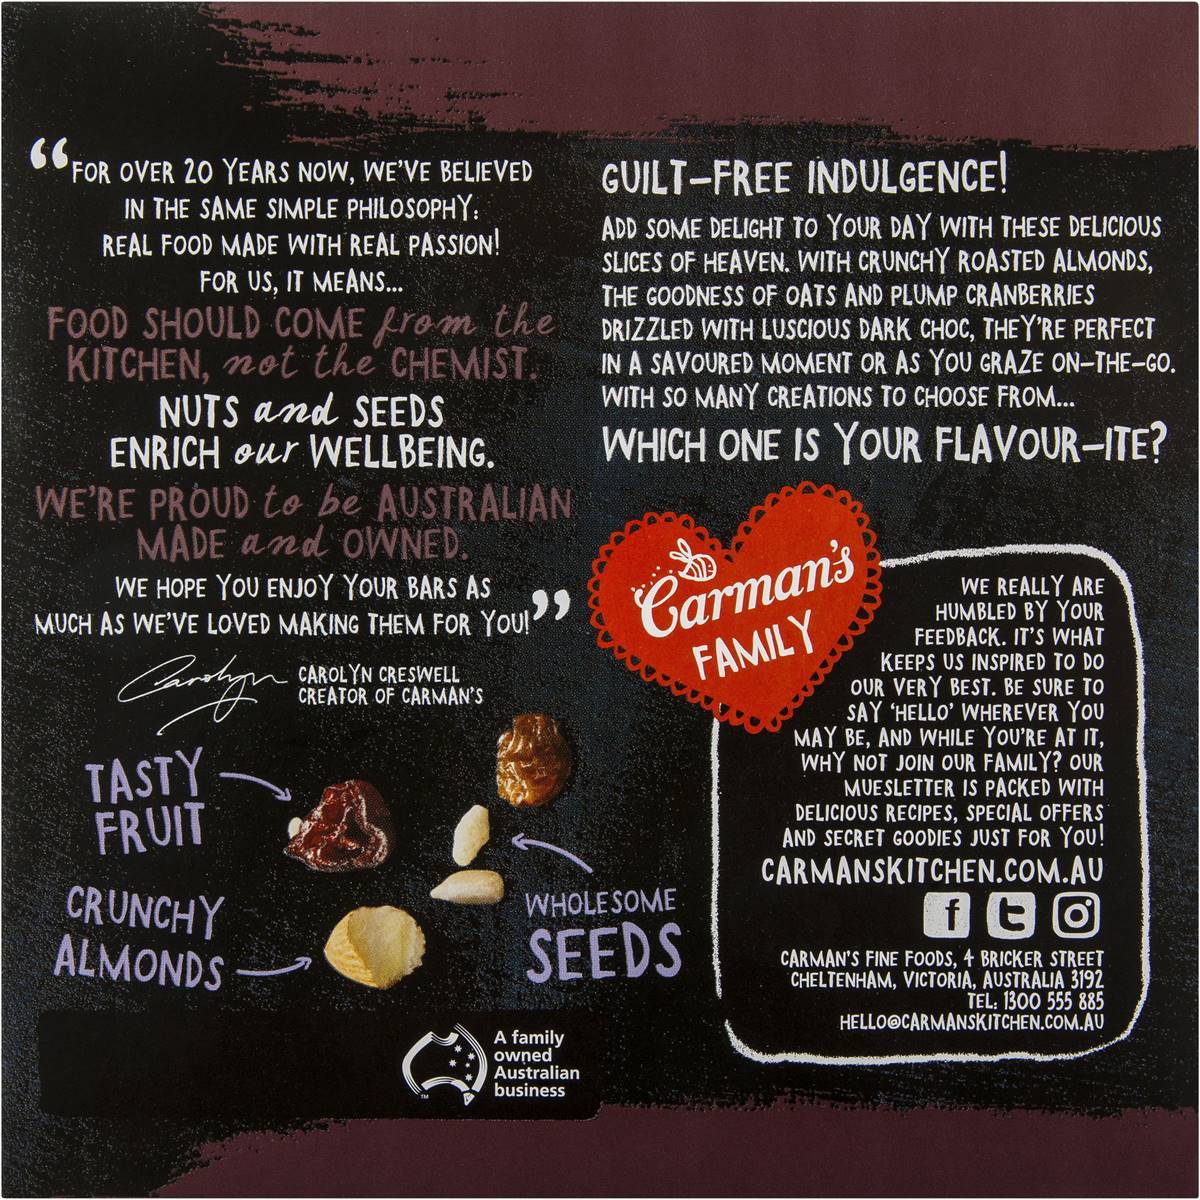 “FOR OVER 20 YEARS NOW, WE'VE BELIEVED
IN THE SAME SIMPLE PHILOSOPHY:
REAL FOOD MADE WITH REAL PASSION!
FOR US, IT MEANS...
FOOD SHOULD COME from the
KITCHEN, not the CHEMIST.
NUTS and SEEDS
ENRICH our WELLBEING.
WE'RE PROUD to be AUSTRALIAN
MADE and OWNED.
WE HOPE YOU ENJOY YOUR BARS AS
MUCH AS WE'VE LOVED MAKING THEM FOR YOU!”
Carolyn
CAROLYN CRESWELL
CREATOR OF CARMAN'S
TASTY
FRUIT
CRUNCHY
ALMONDS
WHOLESOME
SEEDS
TM
A family
owned
Australian
business
GUILT-FREE INDULGENCE!
ADD SOME DELIGHT TO YOUR DAY WITH THESE DELICIOUS
SLICES OF HEAVEN. WITH CRUNCHY ROASTED ALMONDS,
THE GOODNESS OF OATS AND PLUMP CRANBERRIES
DRIZZLED WITH LUSCIOUS DARK CHOC, THEY'RE PERFECT
IN A SAVOURED MOMENT OR AS YOU GRAZE ON-THE-GO.
WITH SO MANY CREATIONS TO CHOOSE FROM...
WHICH ONE IS YOUR FLAVOUR-ITE?
Carman's
FAMILY
WE REALLY ARE
HUMBLED BY YOUR
FEEDBACK. IT'S WHAT
KEEPS US INSPIRED TO DO
OUR VERY BEST. BE SURE TO
SAY 'HELLO' WHEREVER YOU
MAY BE, AND WHILE YOU'RE AT IT,
WHY NOT JOIN OUR FAMILY? OUR
MUESLETTER IS PACKED WITH
DELICIOUS RECIPES, SPECIAL OFFERS
AND SECRET GOODIES JUST FOR YOU!
CARMANSKITCHEN.COM.AU
f t
CARMAN'S FINE FOODS, 4 BRICKER STREET
CHELTENHAM, VICTORIA, AUSTRALIA 3192
TEL: 1300 555 885
HELLO@CARMANSKITCHEN.COM.AU